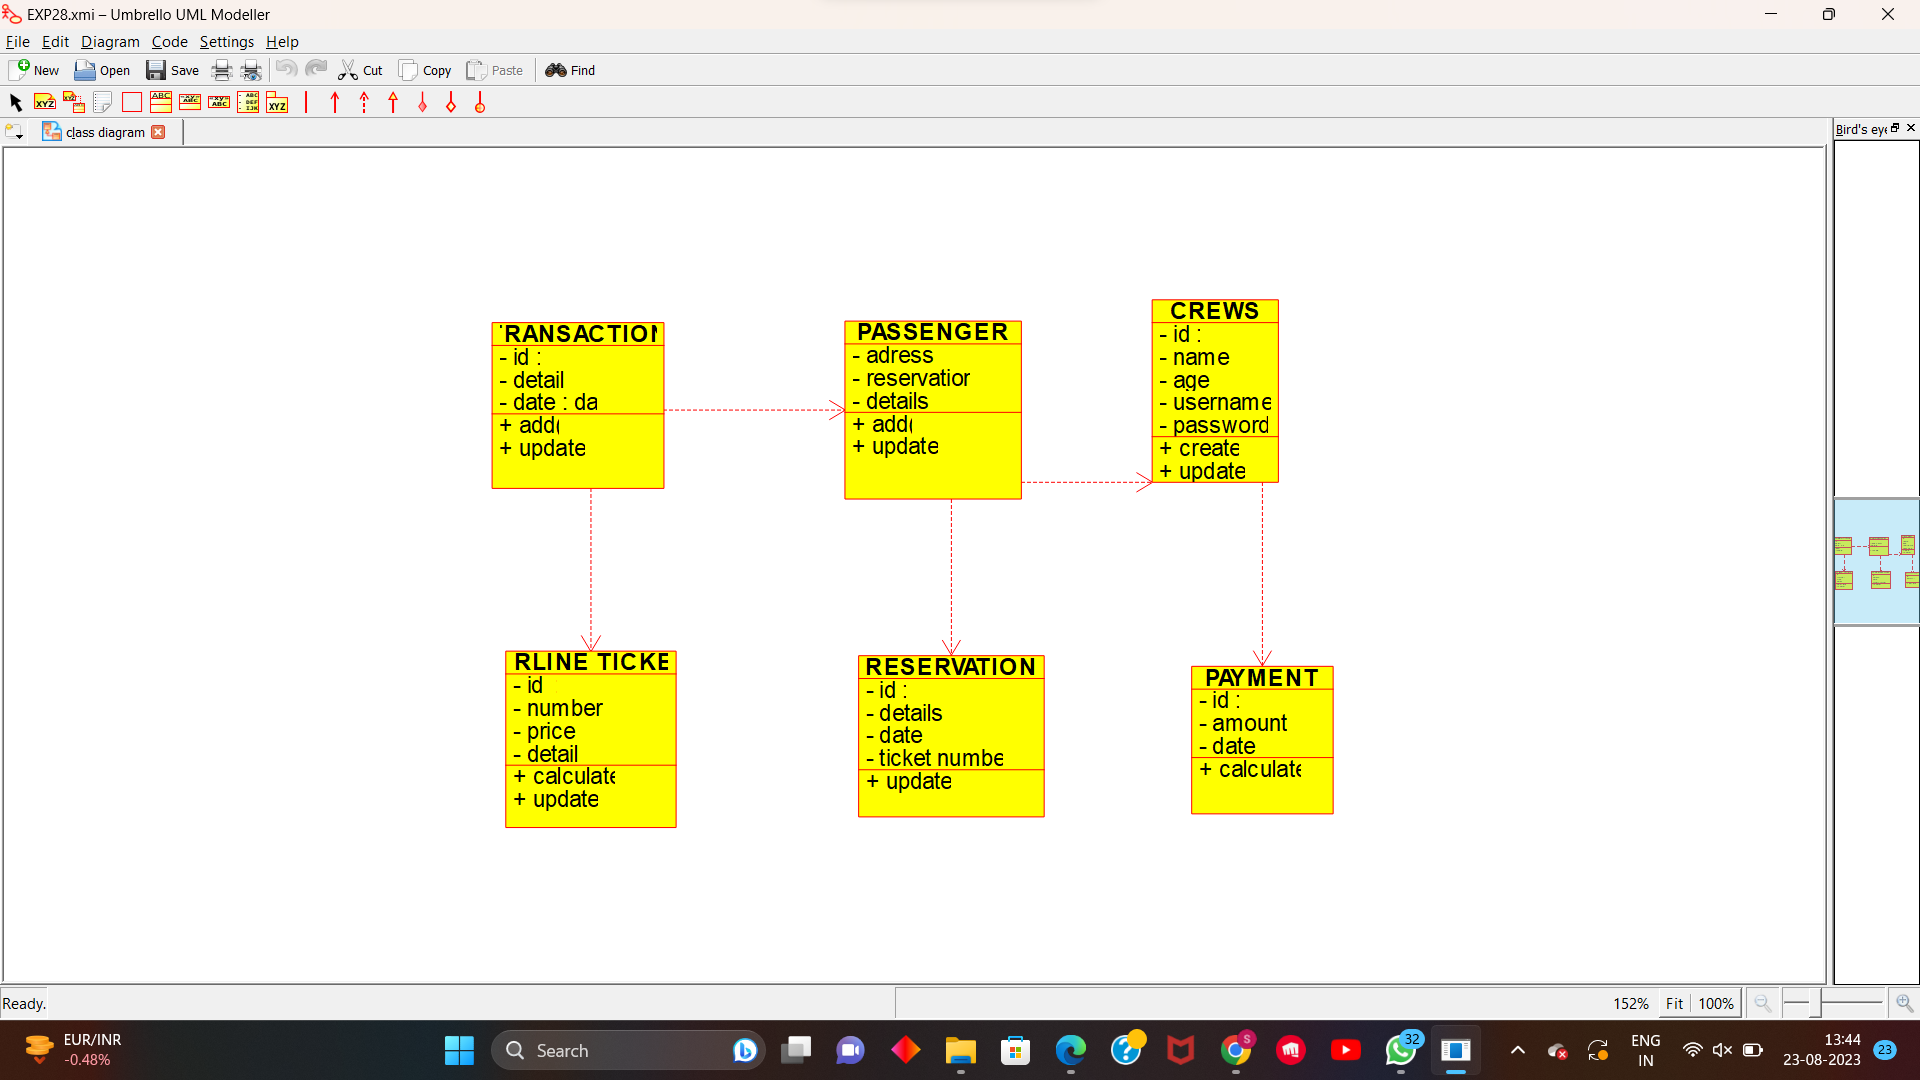 EXP28.xmi – Umbrello UML Modeller
File Edit Diagram Code Settings Help
New Open Save Cut Copy Paste Find
class diagram
Bird's eye
TRANSACTION
- id :
- detail
- date : da
+ add(
+ update
PASSENGER
- adress
- reservation
- details
+ add(
+ update
CREWS
- id :
- name
- age
- username
- password
+ create
+ update
RLINE TICKE
- id
- number
- price
- detail
+ calculate
+ update
RESERVATION
- id :
- details
- date
- ticket numbe
+ update
PAYMENT
- id :
- amount
- date
+ calculate
Ready.
152% Fit 100%
EUR/INR
-0.48%
Search
32
ENG
IN
13:44
23-08-2023
23